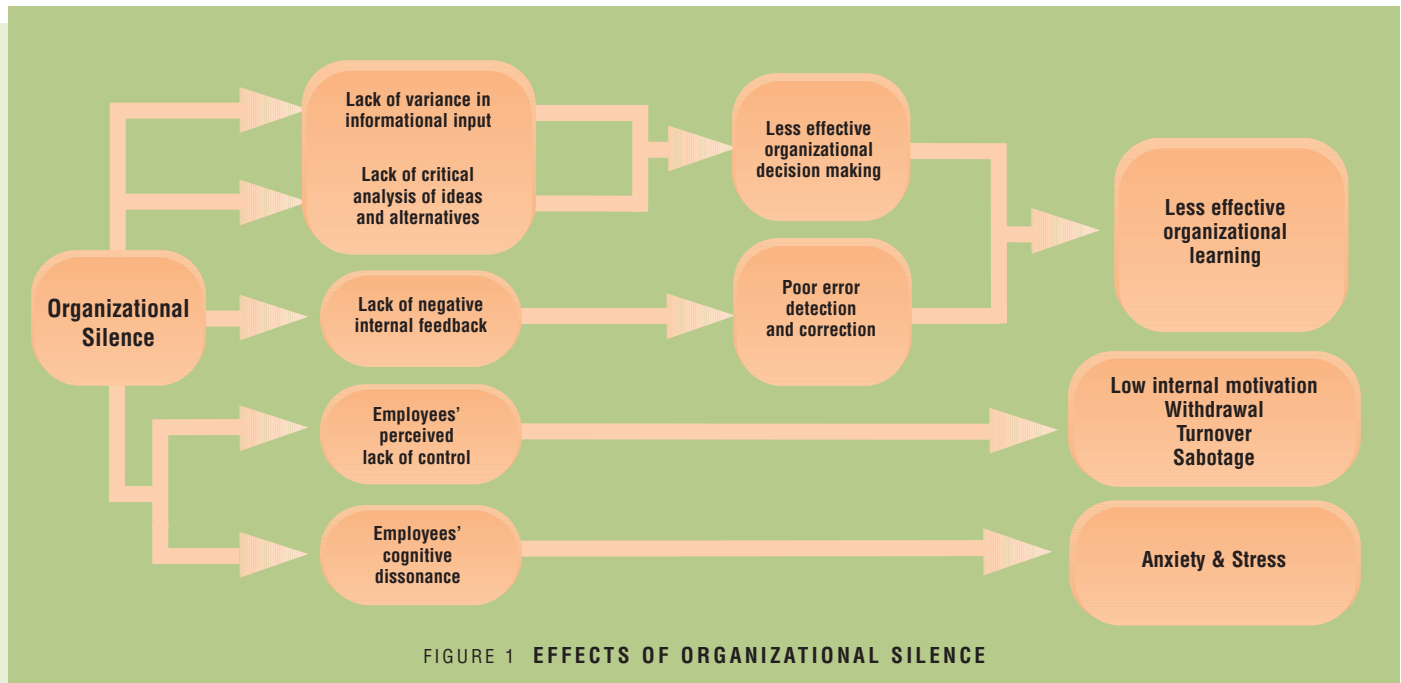 Lack of variance in
informational input
Lack of critical
analysis of ideas
and alternatives
Less effective
organizational
decision making
Less effective
organizational
learning
Organizational
Silence
Lack of negative
internal feedback
Poor error
detection
and correction
Employees’
perceived
lack of control
Low internal motivation
Withdrawal
Turnover
Sabotage
Employees’
cognitive
dissonance
Anxiety & Stress
FIGURE 1 EFFECTS OF ORGANIZATIONAL SILENCE